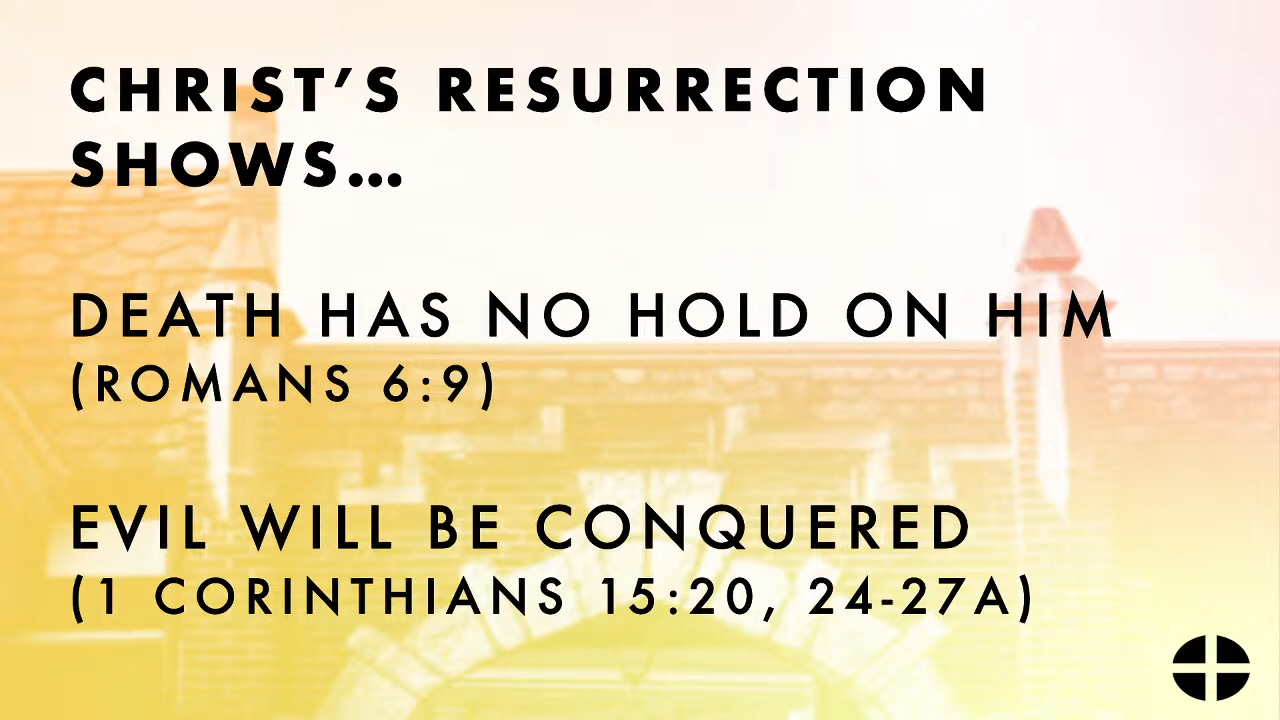 CHRIST’S RESURRECTION
SHOWS…
DEATH HAS NO HOLD ON HIM
(ROMANS 6:9)
EVIL WILL BE CONQUERED
(1 CORINTHIANS 15:20, 24-27A)